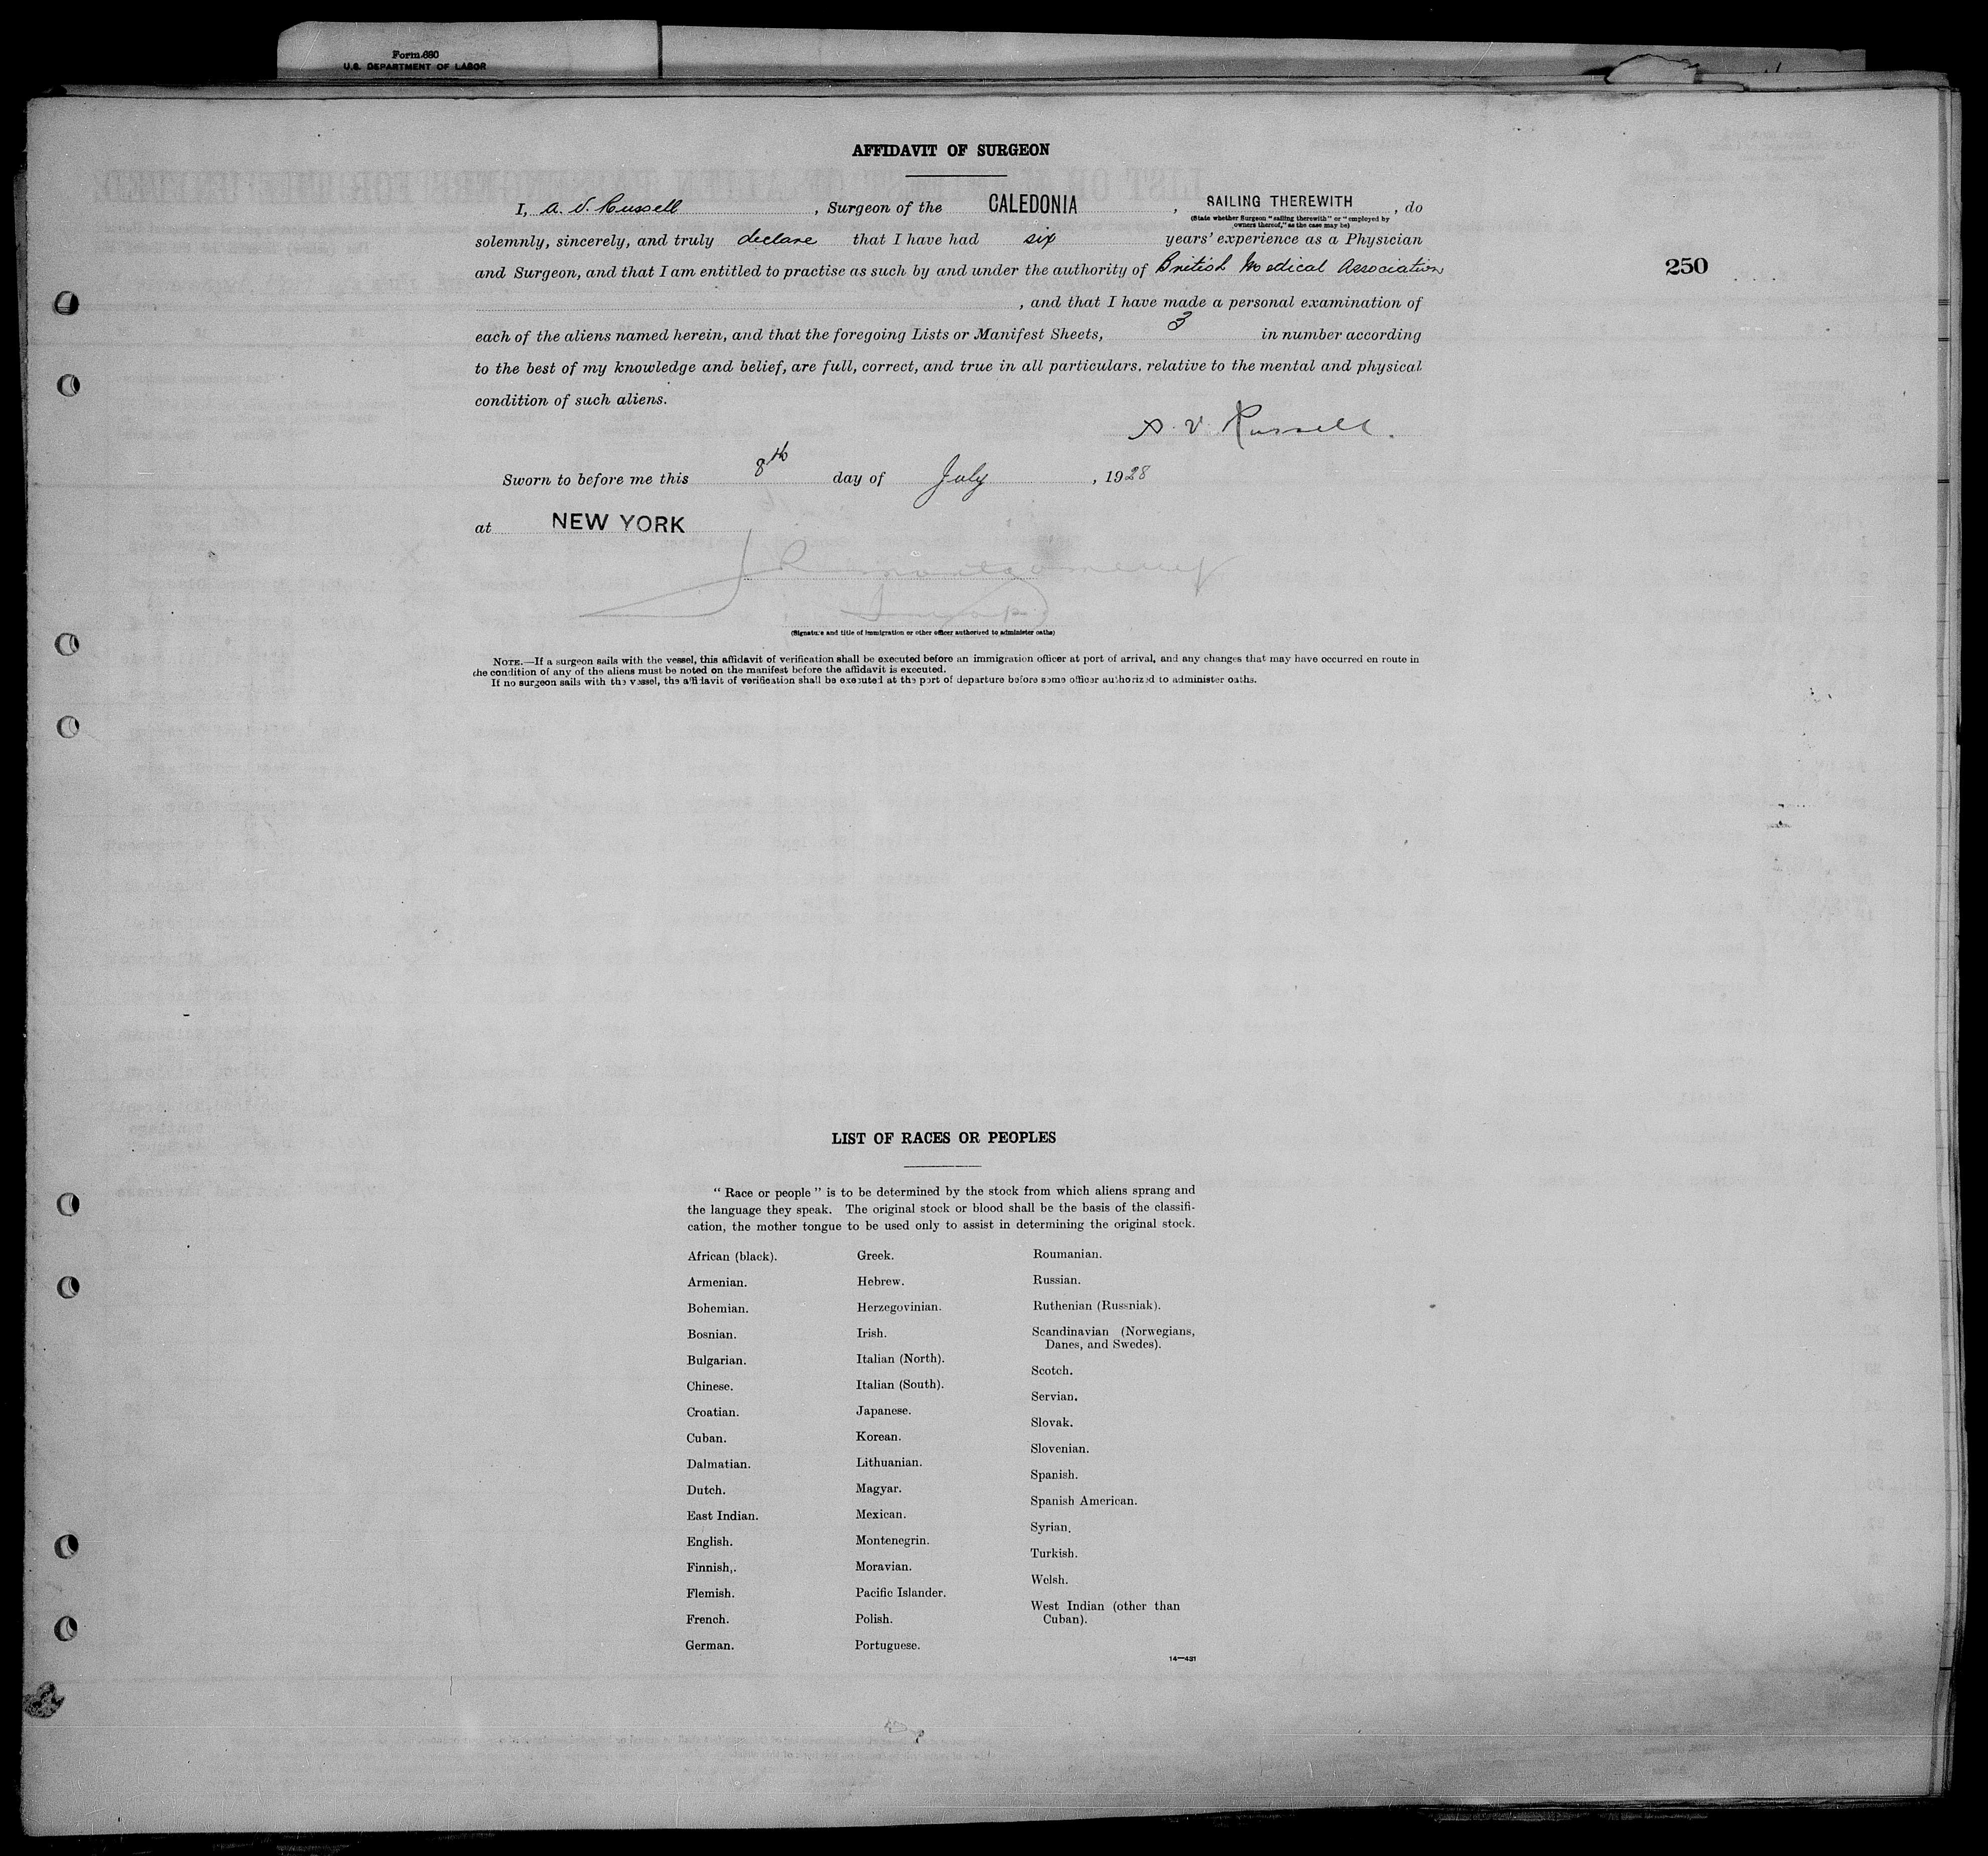 Form 680
U.S. DEPARTMENT OF LABOR
AFFIDAVIT OF SURGEON
I, A. V. Russell, Surgeon of the CALEDONIA, SAILING THEREWITH, do
(State whether Surgeon "sailing therewith" or "employed by
owners thereof," as the case may be)
solemnly, sincerely, and truly declare that I have had six years' experience as a Physician
and Surgeon, and that I am entitled to practise as such by and under the authority of British Medical Association
, and that I have made a personal examination of
each of the aliens named herein, and that the foregoing Lists or Manifest Sheets, 3 in number according
to the best of my knowledge and belief, are full, correct, and true in all particulars, relative to the mental and physical
condition of such aliens.
A. V. Russell.
Sworn to before me this 8th day of July, 1928
at NEW YORK
(Signature and title of immigration or other officer authorized to administer oaths)
NOTE.—If a surgeon sails with the vessel, this affidavit of verification shall be executed before an immigration officer at port of arrival, and any changes that may have occurred en route in
the condition of any of the aliens must be noted on the manifest before the affidavit is executed.
If no surgeon sails with the vessel, the affidavit of verification shall be executed at the port of departure before some officer authorized to administer oaths.
250
LIST OF RACES OR PEOPLES
"Race or people" is to be determined by the stock from which aliens sprang and
the language they speak. The original stock or blood shall be the basis of the classifi-
cation, the mother tongue to be used only to assist in determining the original stock.
African (black).
Armenian.
Bohemian.
Bosnian.
Bulgarian.
Chinese.
Croatian.
Cuban.
Dalmatian.
Dutch.
East Indian.
English.
Finnish,.
Flemish.
French.
German.
Greek.
Hebrew.
Herzegovinian.
Irish.
Italian (North).
Italian (South).
Japanese.
Korean.
Lithuanian.
Magyar.
Mexican.
Montenegrin.
Moravian.
Pacific Islander.
Polish.
Portuguese.
Roumanian.
Russian.
Ruthenian (Russniak).
Scandinavian (Norwegians,
Danes, and Swedes).
Scotch.
Servian.
Slovak.
Slovenian.
Spanish.
Spanish American.
Syrian.
Turkish.
Welsh.
West Indian (other than
Cuban).
14—431